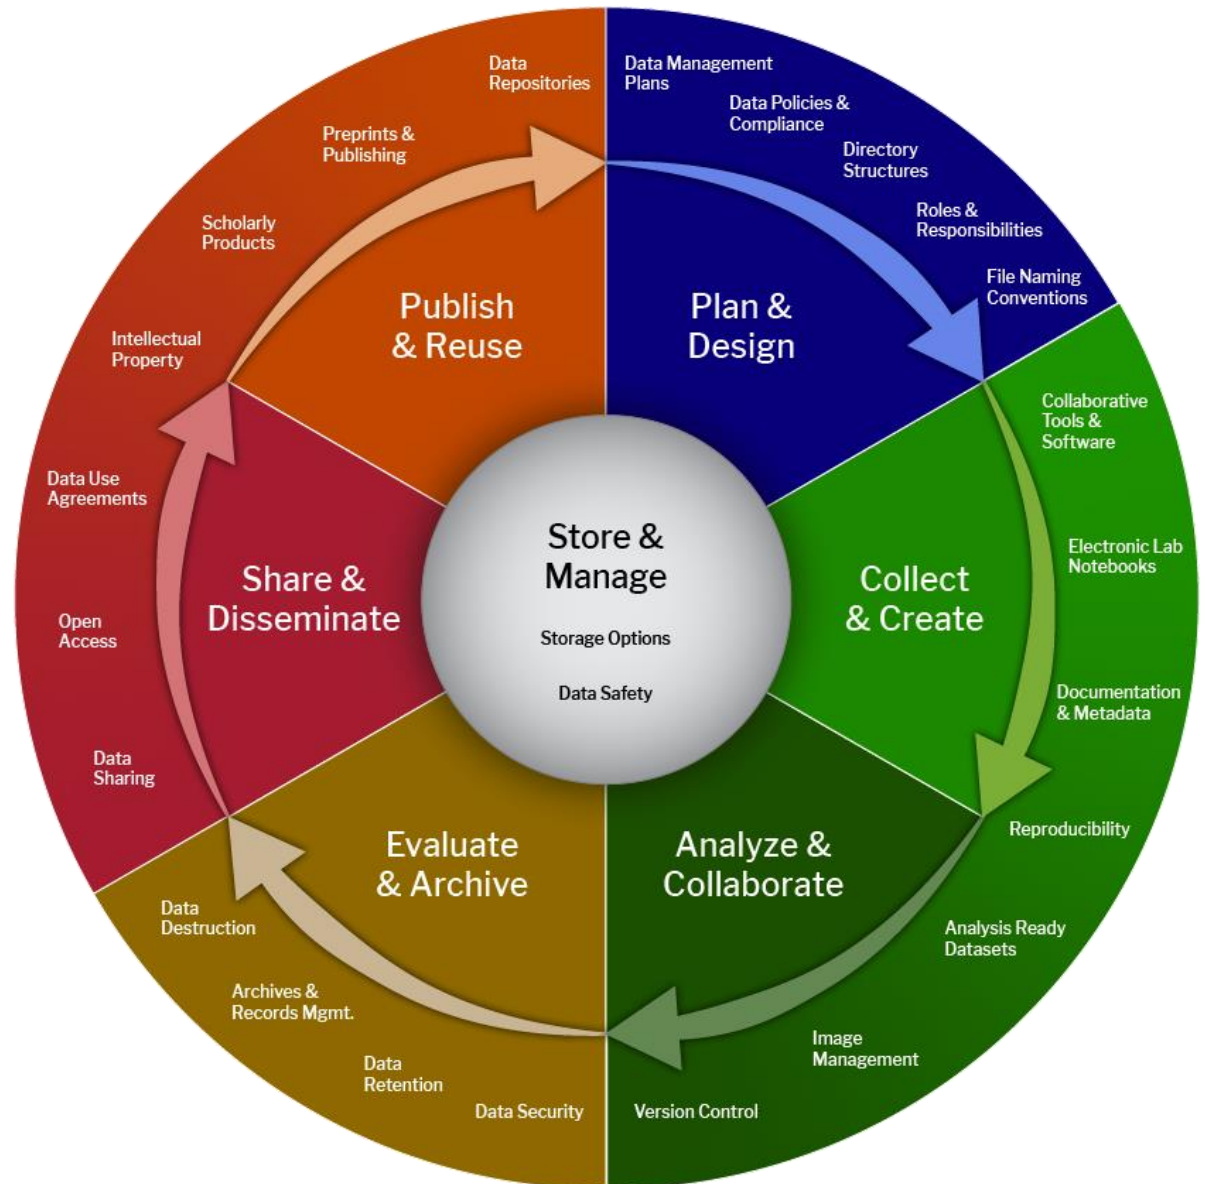 Data
Repositories
Preprints &
Publishing
Scholarly
Products
Intellectual
Property
Publish
& Reuse
Data Management
Plans
Data Policies &
Compliance
Directory
Structures
Roles &
Responsibilities
File Naming
Conventions
Plan &
Design
Collaborative
Tools &
Software
Electronic Lab
Notebooks
Documentation
& Metadata
Reproducibility
Collect
& Create
Analysis Ready
Datasets
Image
Management
Version Control
Analyze &
Collaborate
Data Security
Data
Retention
Archives &
Records Mgmt.
Data
Destruction
Evaluate
& Archive
Data
Sharing
Open
Access
Data Use
Agreements
Share &
Disseminate
Store &
Manage
Storage Options
Data Safety